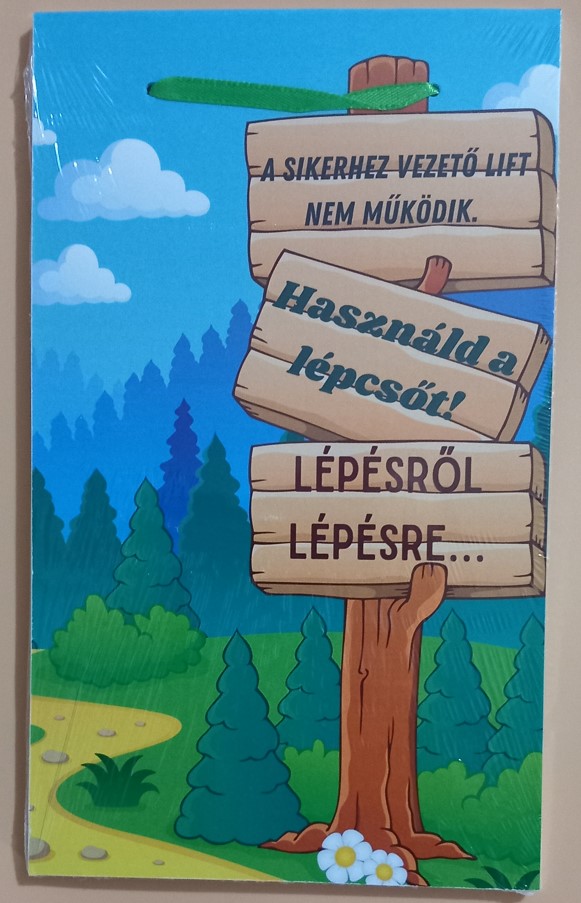 A SIKERHEZ VEZETŐ LIFT
NEM MŰKÖDIK.
Használd a
lépcsőt!
LÉPÉSRŐL
LÉPÉSRE...